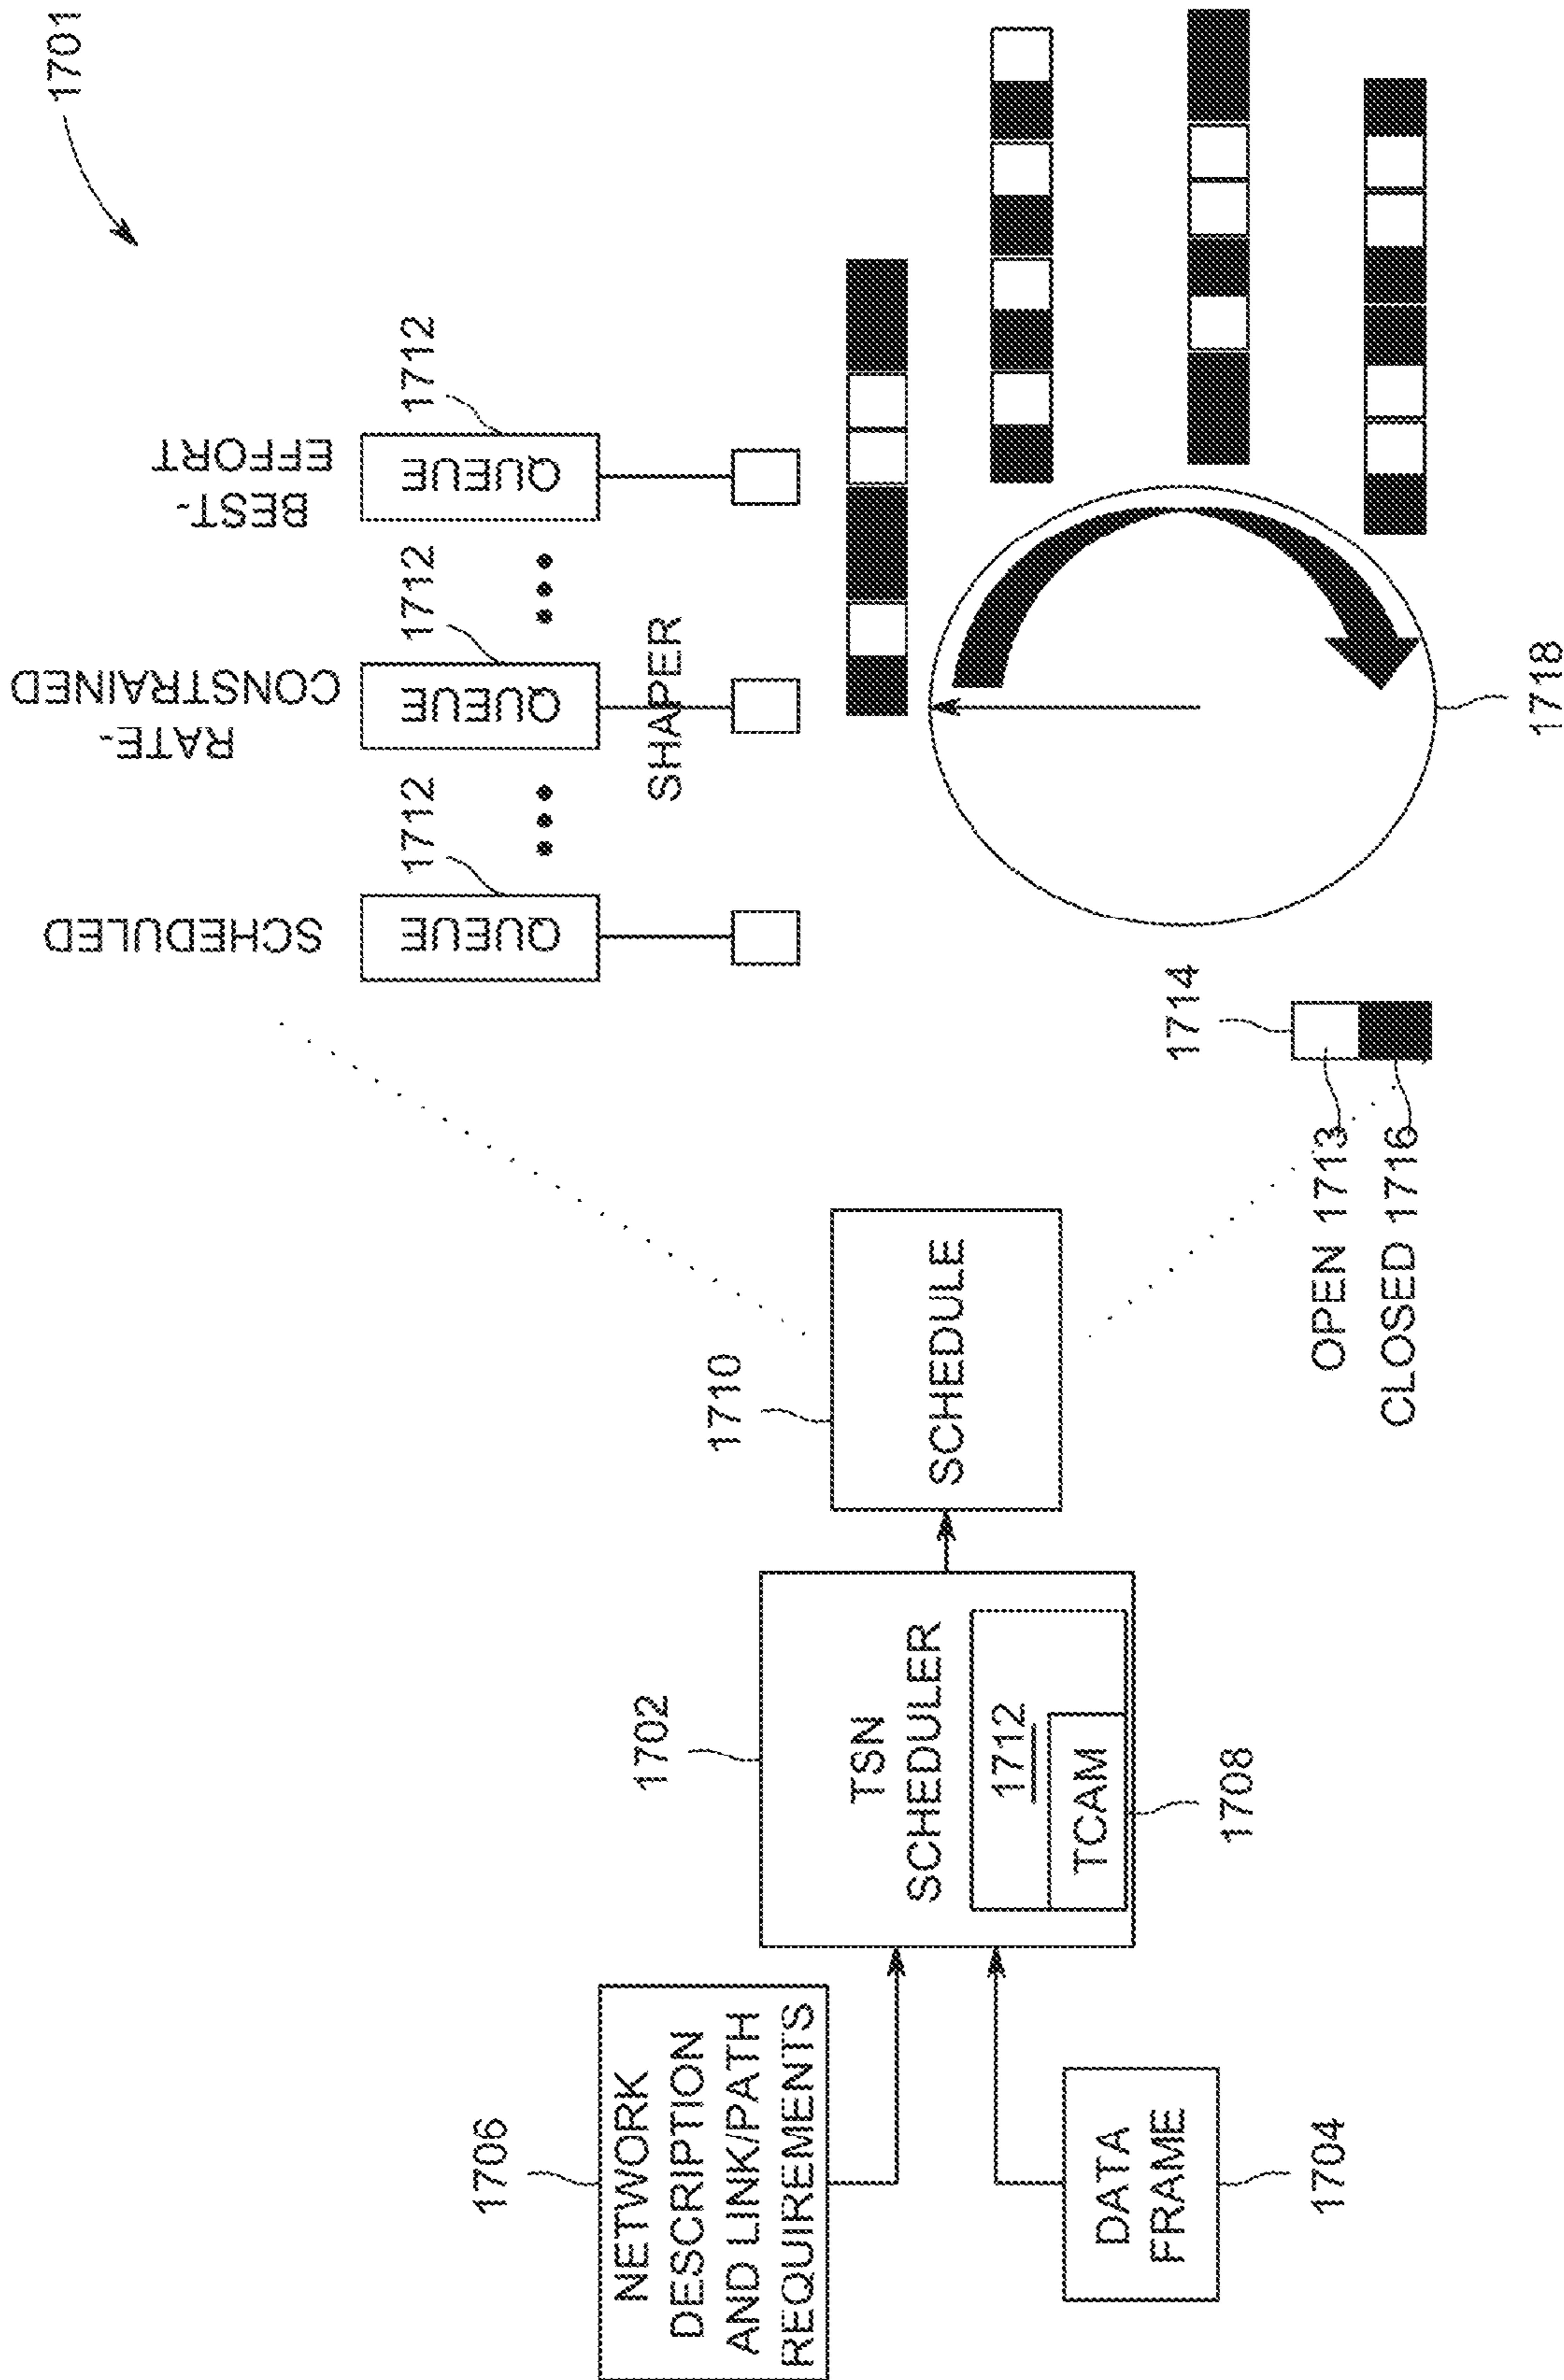 1701
SCHEDULED
RATE-
CONSTRAINED
BEST-
EFFORT
1712
1712
1712
QUEUE
QUEUE
QUEUE
SHAPER
1706
NETWORK
DESCRIPTION
AND LINK/PATH
REQUIREMENTS
1702
TSN
SCHEDULER
1712
TCAM
1708
1710
SCHEDULE
DATA
FRAME
1704
1714
OPEN 1713
CLOSED 1716
1718